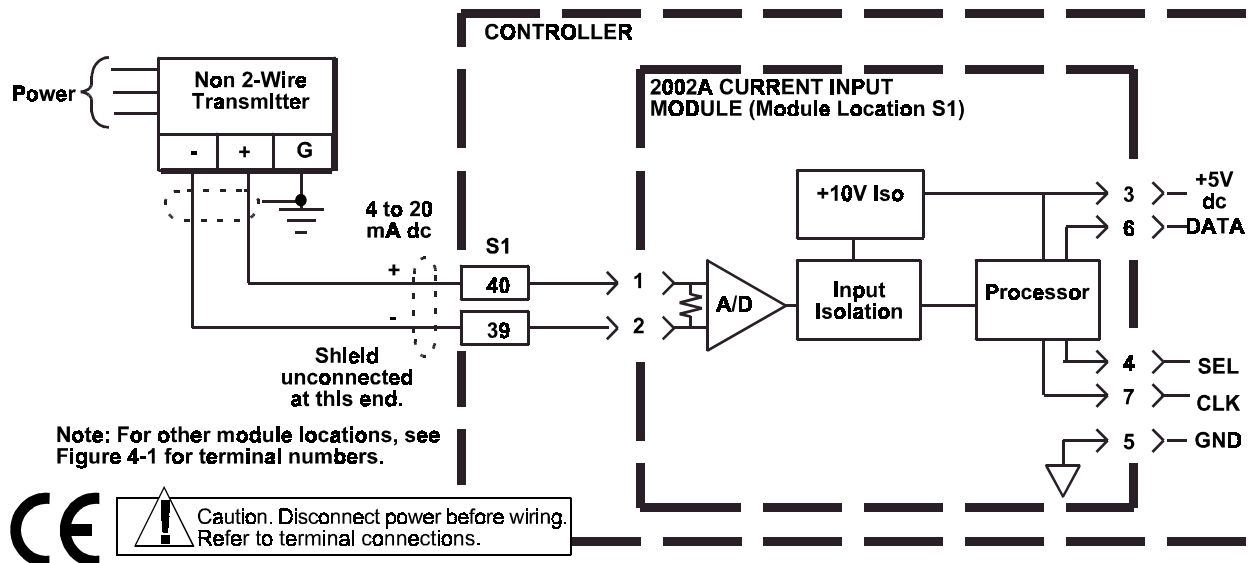 CONTROLLER
Power
Non 2-Wire
Transmitter
- + G
2002A CURRENT INPUT
MODULE (Module Location S1)
+10V Iso
3
+5V
dc
6
DATA
4 to 20
mA dc
S1
+
40
1
A/D
Input
Isolation
Processor
-
39
2
4
SEL
7
CLK
5
GND
Shield
unconnected
at this end.
Note: For other module locations, see
Figure 4-1 for terminal numbers.
CE
!
Caution. Disconnect power before wiring.
Refer to terminal connections.